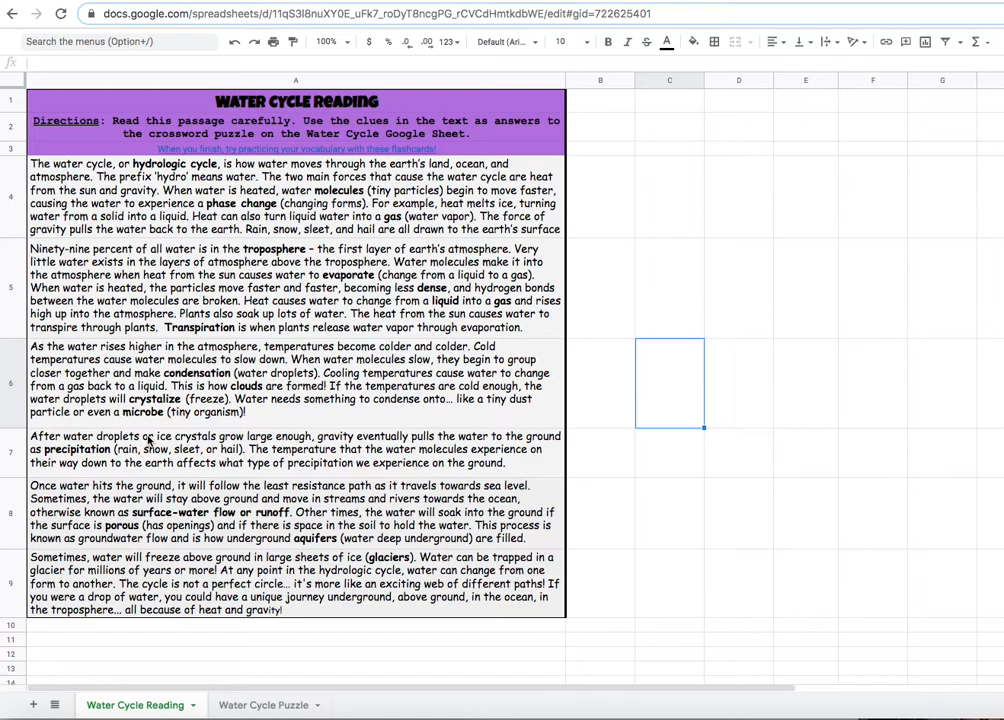 docs.google.com/spreadsheets/d/11qS3l8nuXY0E_uFk7_roDyT8ncgPG_rCVCdHmtkdbWE/edit#gid=722625401
Search the menus (Option+/)
100%
$ % .0 .00 123
Default (Ari...
10
B I S A
fx
A B C D E F G
1
WATER CYCLE READING
2
Directions: Read this passage carefully. Use the clues in the text as answers to
the crossword puzzle on the Water Cycle Google Sheet.
3
When you finish, try practicing your vocabulary with these flashcards!
4
The water cycle, or hydrologic cycle, is how water moves through the earth's land, ocean, and
atmosphere. The prefix 'hydro' means water. The two main forces that cause the water cycle are heat
from the sun and gravity. When water is heated, water molecules (tiny particles) begin to move faster,
causing the water to experience a phase change (changing forms). For example, heat melts ice, turning
water from a solid into a liquid. Heat can also turn liquid water into a gas (water vapor). The force of
gravity pulls the water back to the earth. Rain, snow, sleet, and hail are all drawn to the earth's surface
5
Ninety-nine percent of all water is in the troposphere – the first layer of earth's atmosphere. Very
little water exists in the layers of atmosphere above the troposphere. Water molecules make it into
the atmosphere when heat from the sun causes water to evaporate (change from a liquid to a gas).
When water is heated, the particles move faster and faster, becoming less dense, and hydrogen bonds
between the water molecules are broken. Heat causes water to change from a liquid into a gas and rises
high up into the atmosphere. Plants also soak up lots of water. The heat from the sun causes water to
transpire through plants. Transpiration is when plants release water vapor through evaporation.
6
As the water rises higher in the atmosphere, temperatures become colder and colder. Cold
temperatures cause water molecules to slow down. When water molecules slow, they begin to group
closer together and make condensation (water droplets). Cooling temperatures cause water to change
from a gas back to a liquid. This is how clouds are formed! If the temperatures are cold enough, the
water droplets will crystalize (freeze). Water needs something to condense onto... like a tiny dust
particle or even a microbe (tiny organism)!
7
After water droplets or ice crystals grow large enough, gravity eventually pulls the water to the ground
as precipitation (rain, snow, sleet, or hail). The temperature that the water molecules experience on
their way down to the earth affects what type of precipitation we experience on the ground.
8
Once water hits the ground, it will follow the least resistance path as it travels towards sea level.
Sometimes, the water will stay above ground and move in streams and rivers towards the ocean,
otherwise known as surface-water flow or runoff. Other times, the water will soak into the ground if
the surface is porous (has openings) and if there is space in the soil to hold the water. This process is
known as groundwater flow and is how underground aquifers (water deep underground) are filled.
9
Sometimes, water will freeze above ground in large sheets of ice (glaciers). Water can be trapped in a
glacier for millions of years or more! At any point in the hydrologic cycle, water can change from one
form to another. The cycle is not a perfect circle... it's more like an exciting web of different paths! If
you were a drop of water, you could have a unique journey underground, above ground, in the ocean, in
the troposphere... all because of heat and gravity!
10
11
12
13
14
Water Cycle Reading
Water Cycle Puzzle